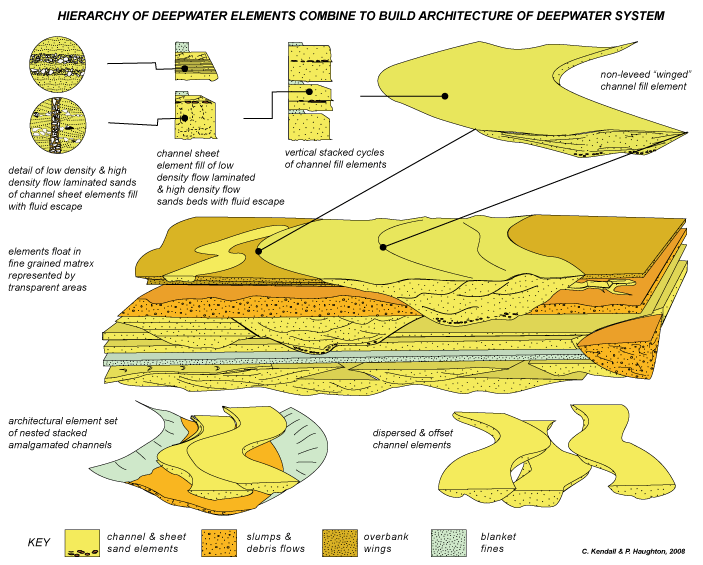 HIERARCHY OF DEEPWATER ELEMENTS COMBINE TO BUILD ARCHITECTURE OF DEEPWATER SYSTEM
non-leveed "winged"
channel fill element
detail of low density & high
density flow laminated sands
of channel sheet elements fill
with fluid escape
channel sheet
element fill of low
density flow laminated
& high density flow
sands beds with fluid escape
vertical stacked cycles
of channel fill elements
elements float in
fine grained matrex
represented by
transparent areas
architectural element set
of nested stacked
amalgamated channels
dispersed & offset
channel elements
KEY
channel & sheet
sand elements
slumps &
debris flows
overbank
wings
blanket
fines
C. Kendall & P. Haughton, 2008